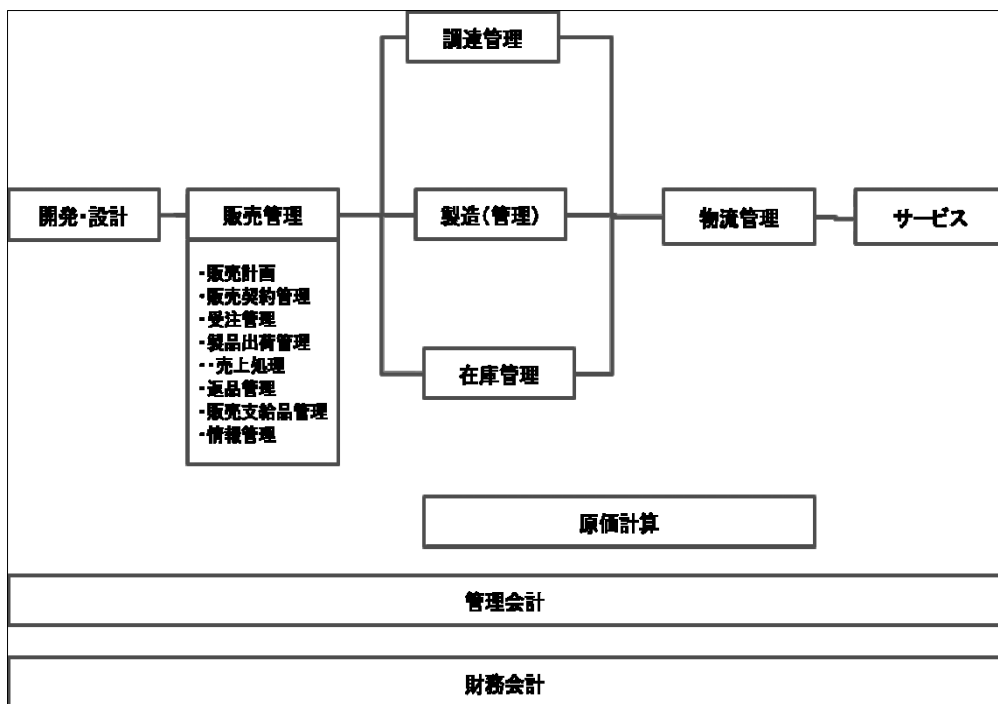 調達管理
開発・設計
販売管理
製造(管理)
物流管理
サービス
・販売計画
・販売契約管理
・受注管理
・製品出荷管理
・・売上処理
・返品管理
・販売支給品管理
・情報管理
在庫管理
原価計算
管理会計
財務会計